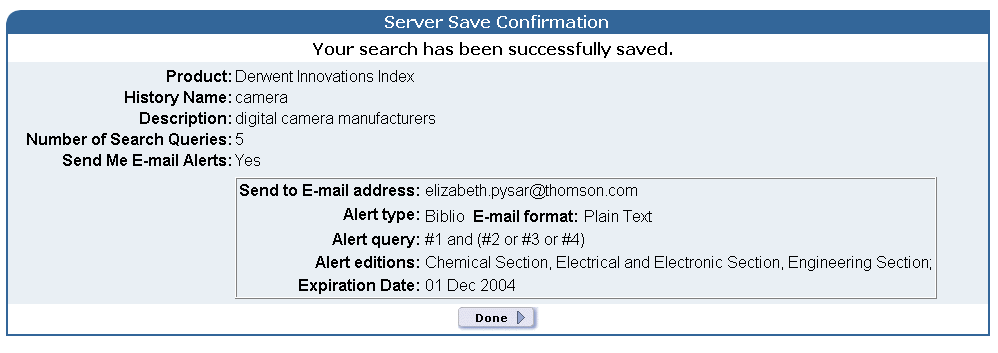 Server Save Confirmation
Your search has been successfully saved.
Product: Derwent Innovations Index
History Name: camera
Description: digital camera manufacturers
Number of Search Queries: 5
Send Me E-mail Alerts: Yes
Send to E-mail address: elizabeth.pysar@thomson.com
Alert type: Biblio E-mail format: Plain Text
Alert query: #1 and (#2 or #3 or #4)
Alert editions: Chemical Section, Electrical and Electronic Section, Engineering Section;
Expiration Date: 01 Dec 2004
Done